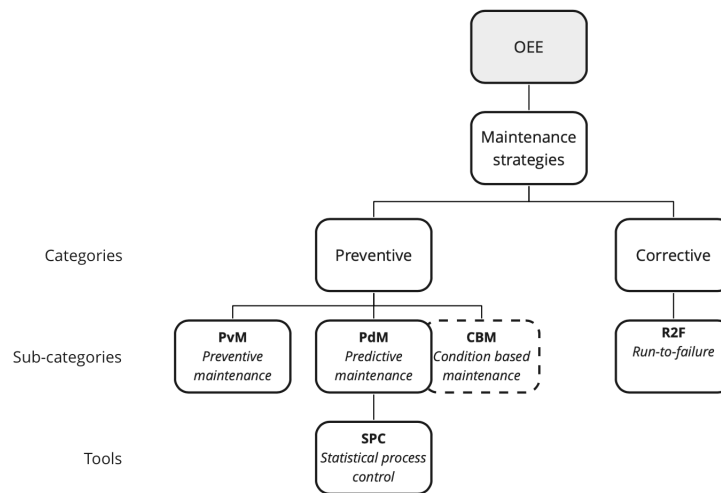 OEE
Maintenance
strategies
Categories
Preventive
Corrective
Sub-categories
PvM
Preventive
maintenance
PdM
Predictive
maintenance
CBM
Condition based
maintenance
R2F
Run-to-failure
Tools
SPC
Statistical process
control